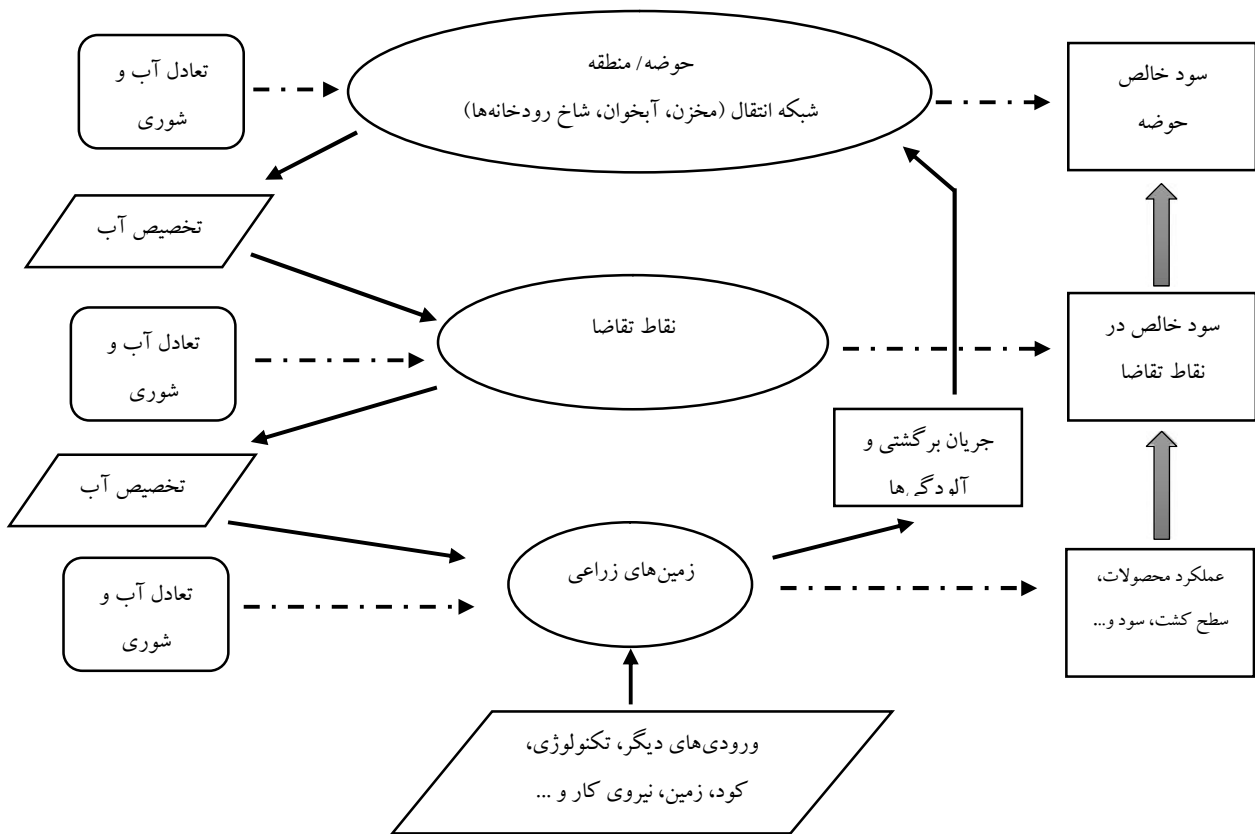 تعادل آب و
شوری
حوضه/ منطقه
شبکه انتقال (مخزن، آبخوان، شاخ رودخانه‌ها)
سود خالص
حوضه
تخصیص آب
تعادل آب و
شوری
نقاط تقاضا
سود خالص در
نقاط تقاضا
جریان برگشتی و
آلودگی‌ها
تخصیص آب
تعادل آب و
شوری
زمین‌های زراعی
عملکرد محصولات،
سطح کشت، سود و...
ورودی‌های دیگر، تکنولوژی،
کود، زمین، نیروی کار و ...